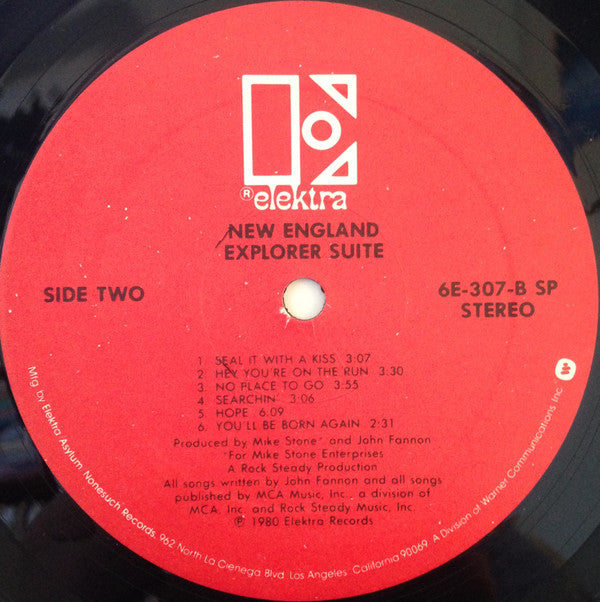 ® elektra
NEW ENGLAND
EXPLORER SUITE
SIDE TWO
6E-307-B SP
STEREO
1 SEAL IT WITH A KISS 3:07
2 HEY YOU'RE ON THE RUN 3:30
3 NO PLACE TO GO 3:55
4 SEARCHIN 3:06
5. HOPE 6:09
6. YOU'LL BE BORN AGAIN 2:31
Produced by Mike Stone* and John Fannon
*For Mike Stone Enterprises
A Rock Steady Production
All songs written by John Fannon and all songs
published by MCA Music, Inc., a division of
MCA, Inc. and Rock Steady Music, Inc.
℗ 1980 Elektra Records
Mfg by Elektra Asylum Nonesuch Records, 962 North La Cienega Blvd. Los Angeles. California 90069. A Division of Warner Communications Inc.